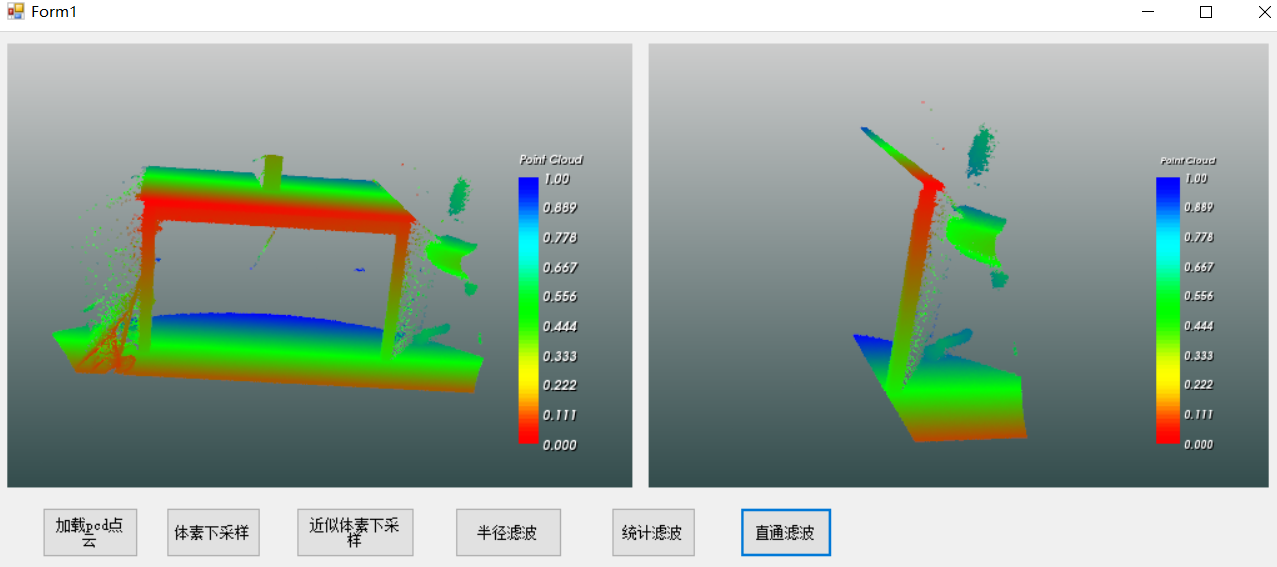 Form1
Point Cloud
1.00
0.889
0.778
0.667
0.556
0.444
0.333
0.222
0.111
0.000
Point Cloud
1.00
0.889
0.778
0.667
0.556
0.444
0.333
0.222
0.111
0.000
加载pcd点
云
体素下采样
近似体素下采
样
半径滤波
统计滤波
直通滤波